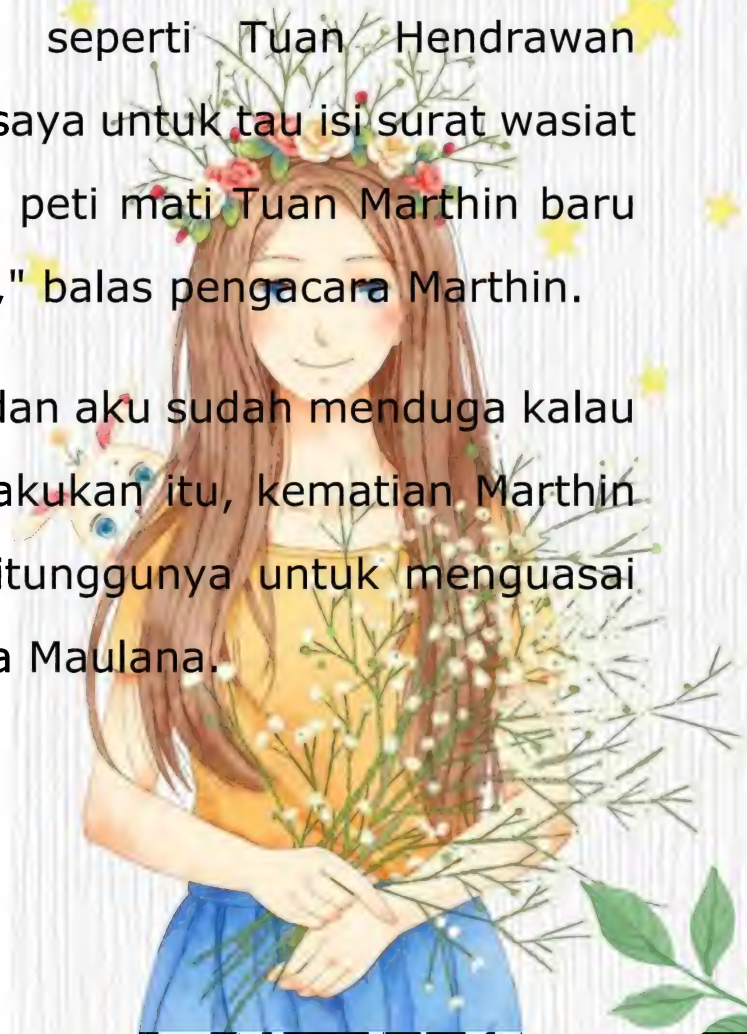 seperti Tuan Hendrawan
saya untuk tau isi surat wasiat
peti mati Tuan Marthin baru
," balas pengacara Marthin.
dan aku sudah menduga kalau
akukan itu, kematian Marthin
itunggunya untuk menguasai
a Maulana.